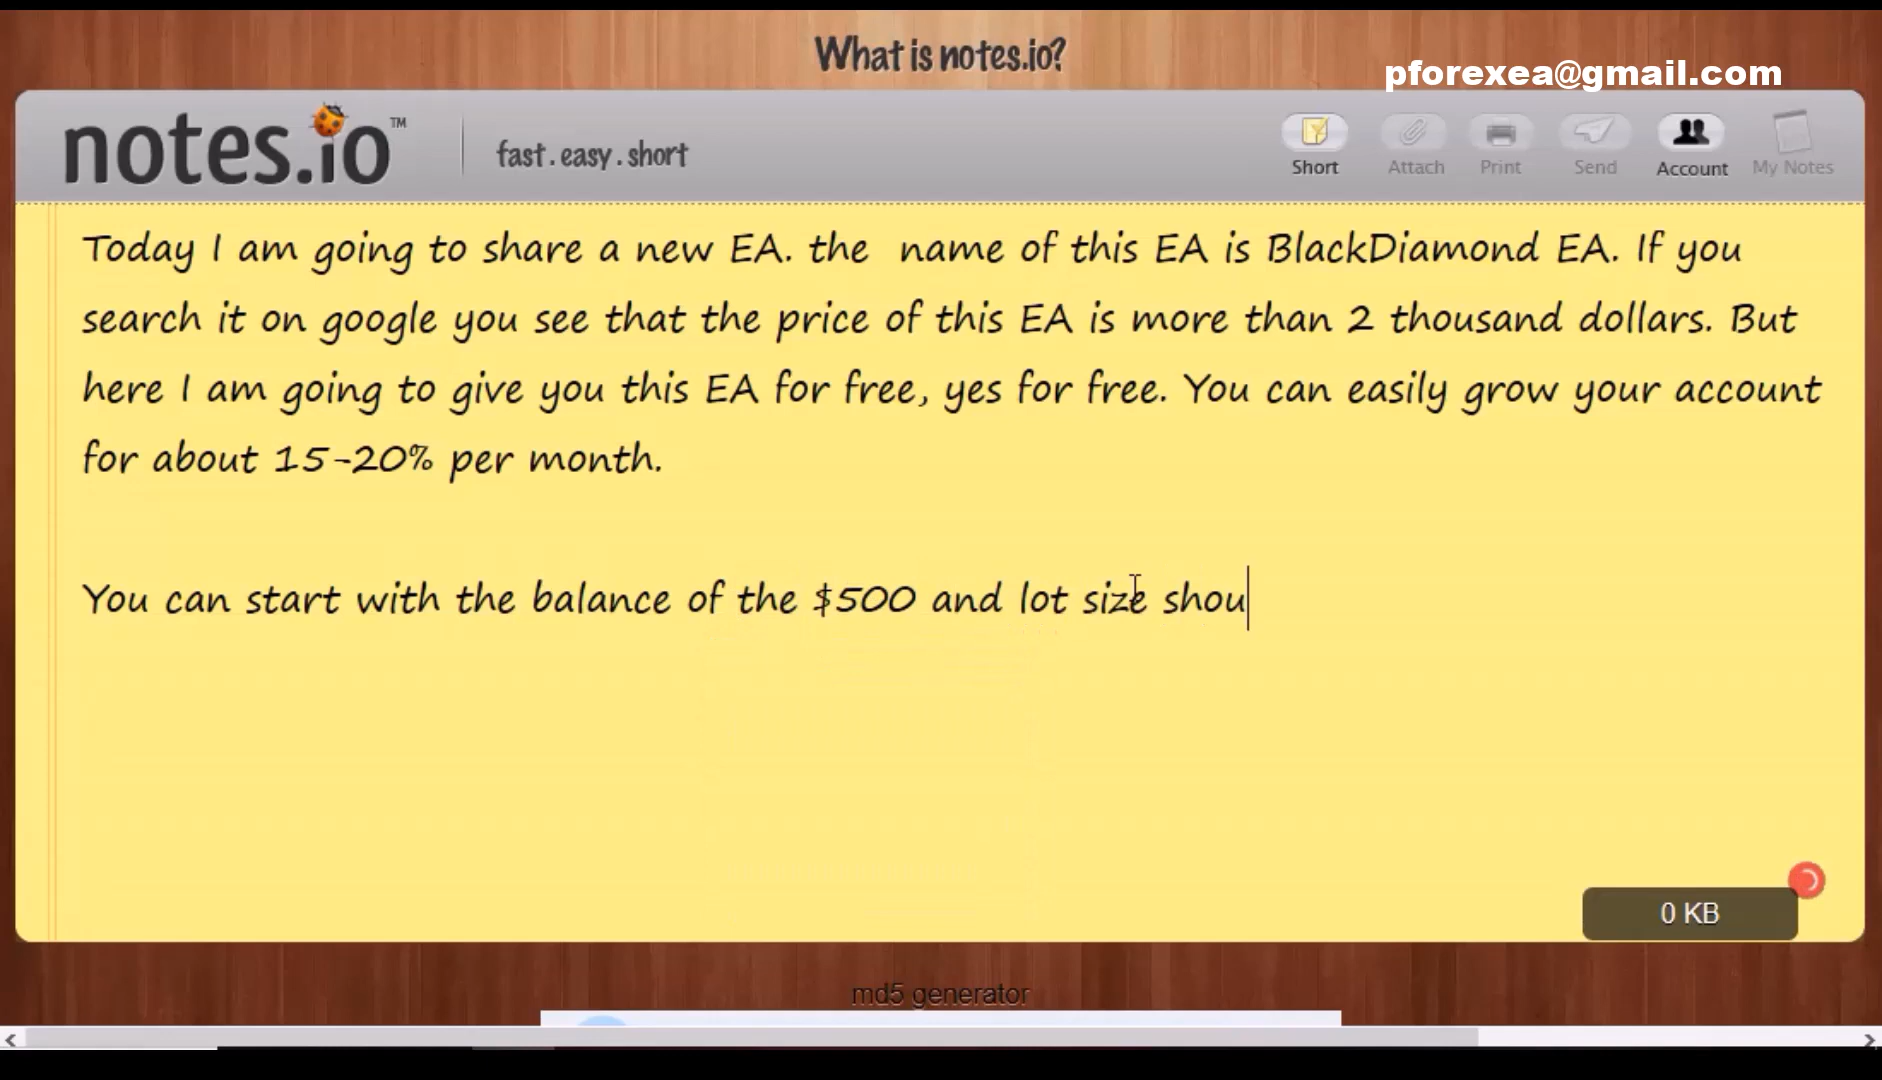 What is notes.io?
pforexea@gmail.com
notes.io™
fast.easy.short
Short
Attach
Print
Send
Account
My Notes
Today I am going to share a new EA. the name of this EA is BlackDiamond EA. If you
search it on google you see that the price of this EA is more than 2 thousand dollars. But
here I am going to give you this EA for free, yes for free. You can easily grow your account
for about 15-20% per month.
You can start with the balance of the $500 and lot size shou
0 KB
md5 generator